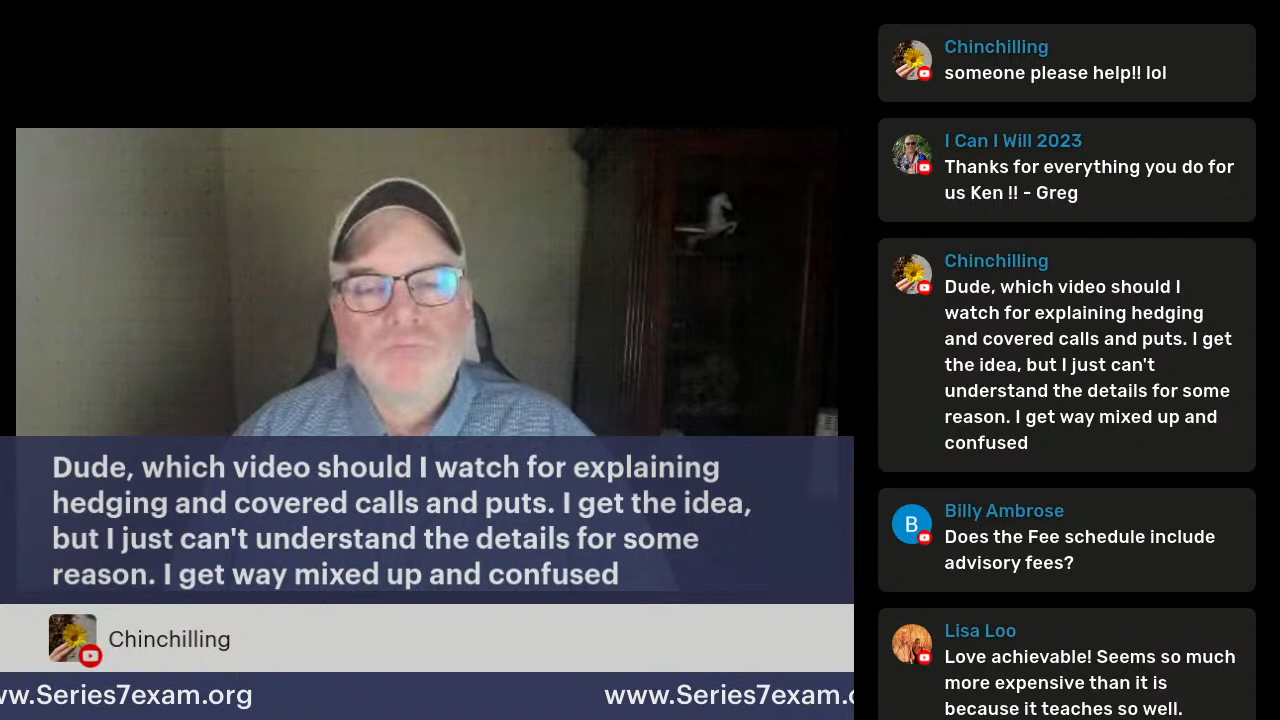 Dude, which video should I watch for explaining
hedging and covered calls and puts. I get the idea,
but I just can't understand the details for some
reason. I get way mixed up and confused
Chinchilling
ww.Series7exam.org
www.Series7exam.o
Chinchilling
someone please help!! lol
I Can I Will 2023
Thanks for everything you do for
us Ken !! - Greg
Chinchilling
Dude, which video should I
watch for explaining hedging
and covered calls and puts. I get
the idea, but I just can't
understand the details for some
reason. I get way mixed up and
confused
B
Billy Ambrose
Does the Fee schedule include
advisory fees?
Lisa Loo
Love achievable! Seems so much
more expensive than it is
because it teaches so well.